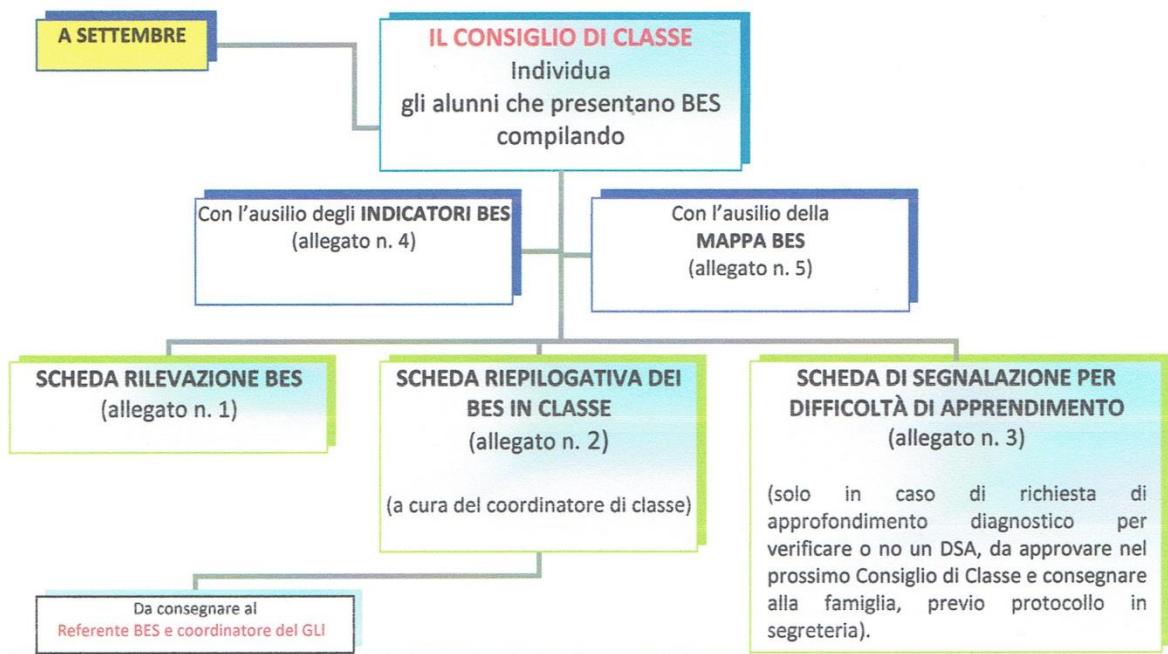 A SETTEMBRE
IL CONSIGLIO DI CLASSE
Individua
gli alunni che presentano BES
compilando
Con l'ausilio degli INDICATORI BES
(allegato n. 4)
Con l'ausilio della
MAPPA BES
(allegato n. 5)
SCHEDA RILEVAZIONE BES
(allegato n. 1)
SCHEDA RIEPILOGATIVA DEI
BES IN CLASSE
(allegato n. 2)
(a cura del coordinatore di classe)
SCHEDA DI SEGNALAZIONE PER
DIFFICOLTÀ DI APPRENDIMENTO
(allegato n. 3)
(solo in caso di richiesta di
approfondimento diagnostico per
verificare o no un DSA, da approvare nel
prossimo Consiglio di Classe e consegnare
alla famiglia, previo protocollo in
segreteria).
Da consegnare al
Referente BES e coordinatore del GLI